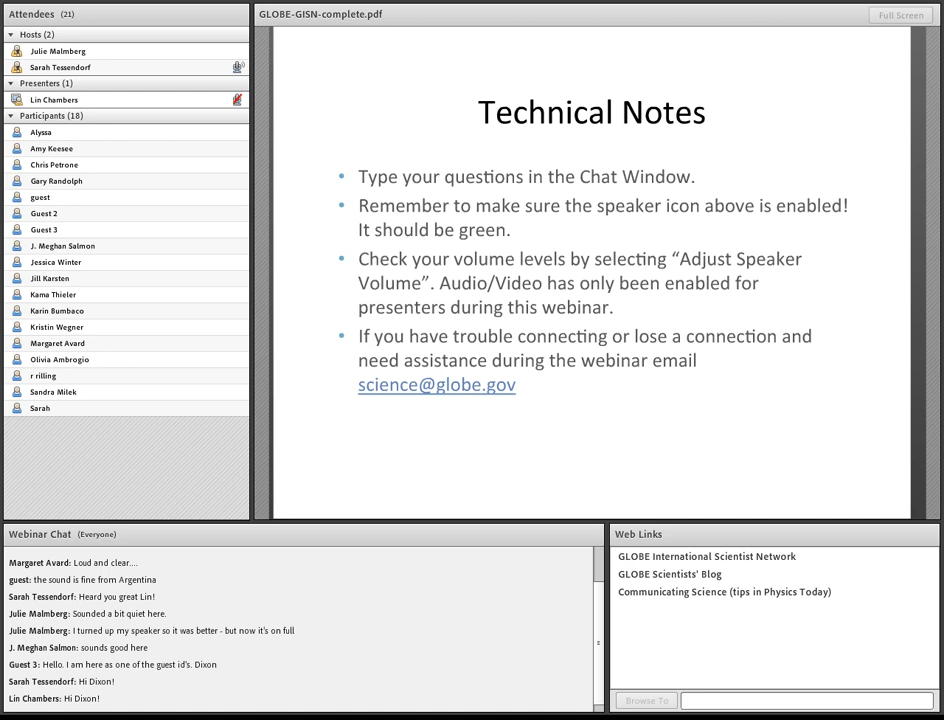 Attendees (21)
Hosts (2)
Julie Malmberg
Sarah Tessendorf
Presenters (1)
Lin Chambers
Participants (18)
Alyssa
Amy Keesee
Chris Petrone
Gary Randolph
guest
Guest 2
Guest 3
J. Meghan Salmon
Jessica Winter
Jill Karsten
Kama Thieler
Karin Bumbaco
Kristin Wegner
Margaret Avard
Olivia Ambrogio
r rilling
Sandra Milek
Sarah
GLOBE-GISN-complete.pdf
Full Screen
Technical Notes
• Type your questions in the Chat Window.
• Remember to make sure the speaker icon above is enabled!
It should be green.
• Check your volume levels by selecting “Adjust Speaker
Volume”. Audio/Video has only been enabled for
presenters during this webinar.
• If you have trouble connecting or lose a connection and
need assistance during the webinar email
science@globe.gov
Webinar Chat (Everyone)
Margaret Avard: Loud and clear....
guest: the sound is fine from Argentina
Sarah Tessendorf: Heard you great Lin!
Julie Malmberg: Sounded a bit quiet here.
Julie Malmberg: I turned up my speaker so it was better - but now it's on full
J. Meghan Salmon: sounds good here
Guest 3: Hello. I am here as one of the guest id's. Dixon
Sarah Tessendorf: Hi Dixon!
Lin Chambers: Hi Dixon!
Web Links
GLOBE International Scientist Network
GLOBE Scientists' Blog
Communicating Science (tips in Physics Today)
Browse To